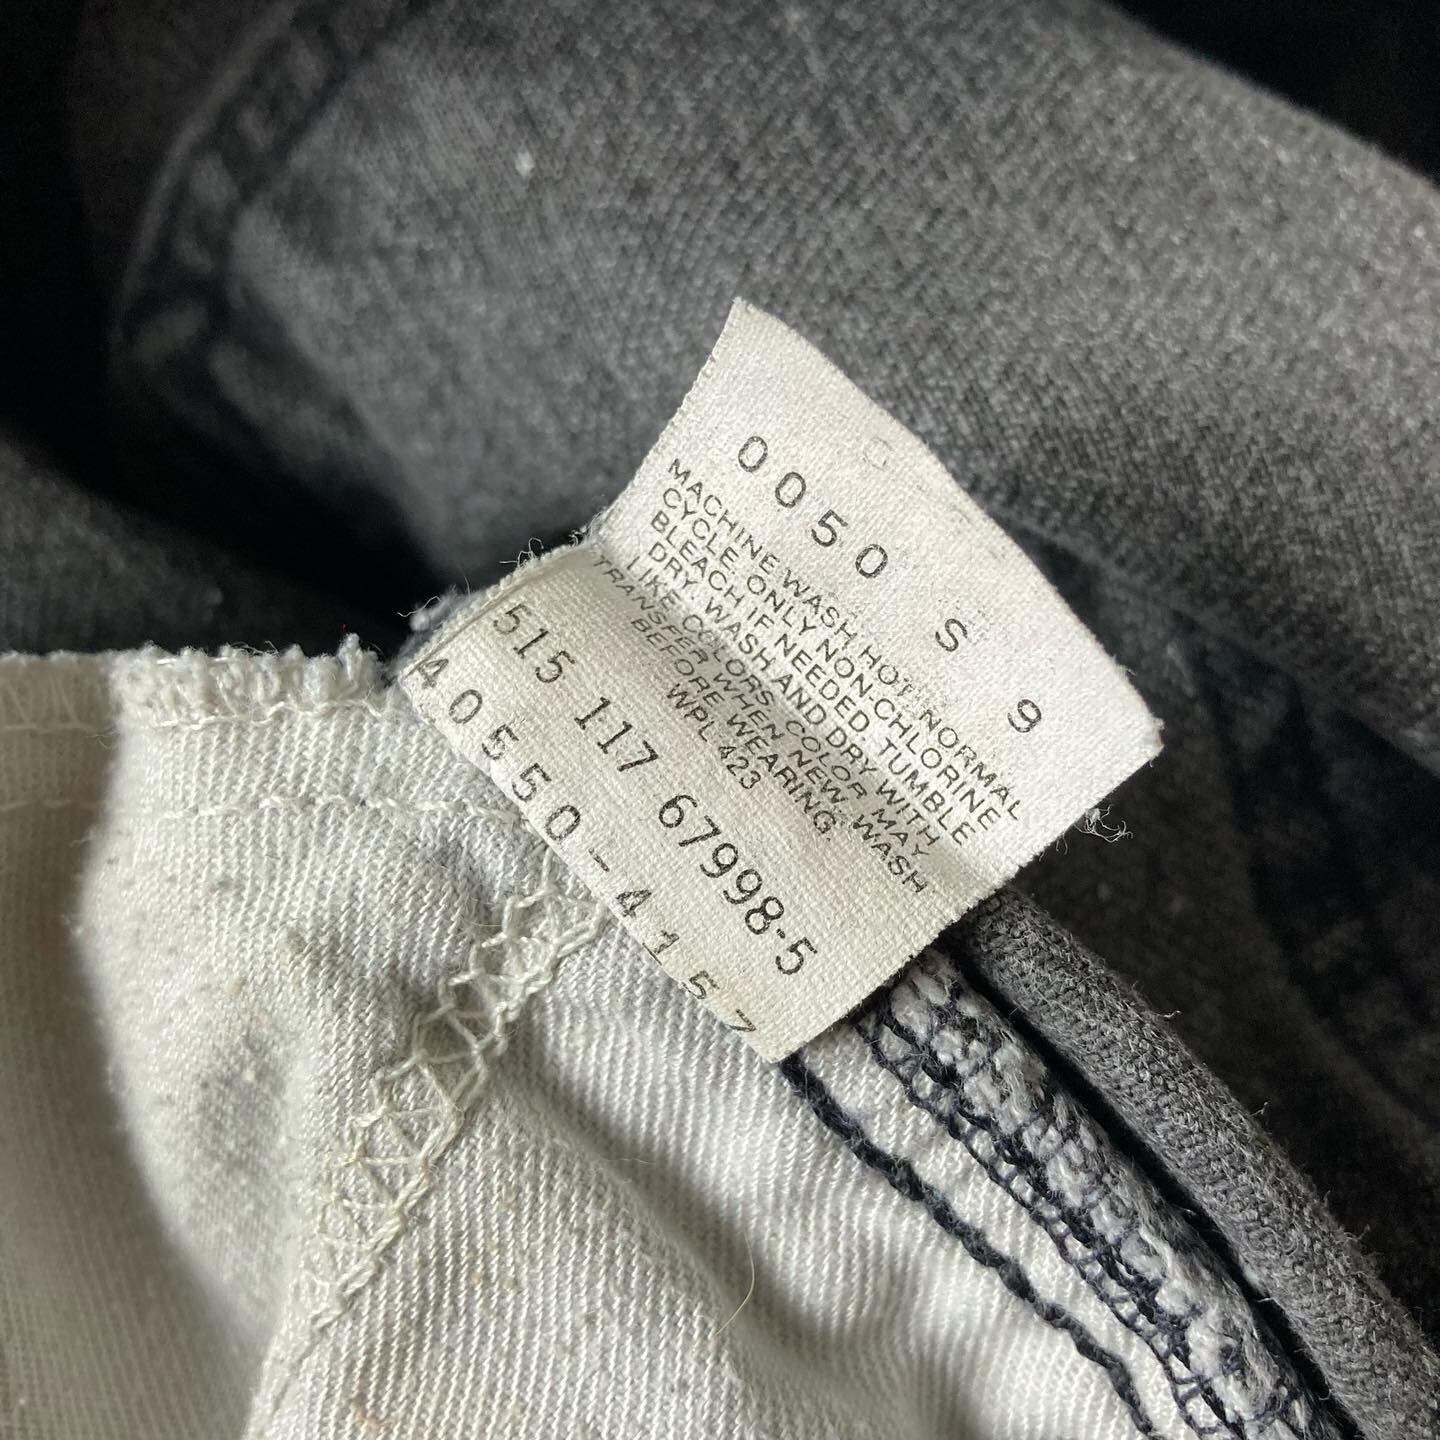 0050 S 9
MACHINE WASH HOT, NORMAL
CYCLE ONLY NON-CHLORINE
BLEACH IF NEEDED TUMBLE
DRY. WASH AND DRY WITH
LIKE COLORS. COLOR MAY
TRANSFER WHEN NEW, WASH
BEFORE WEARING.
WPL 423
515 117 67998-5
40550-4157